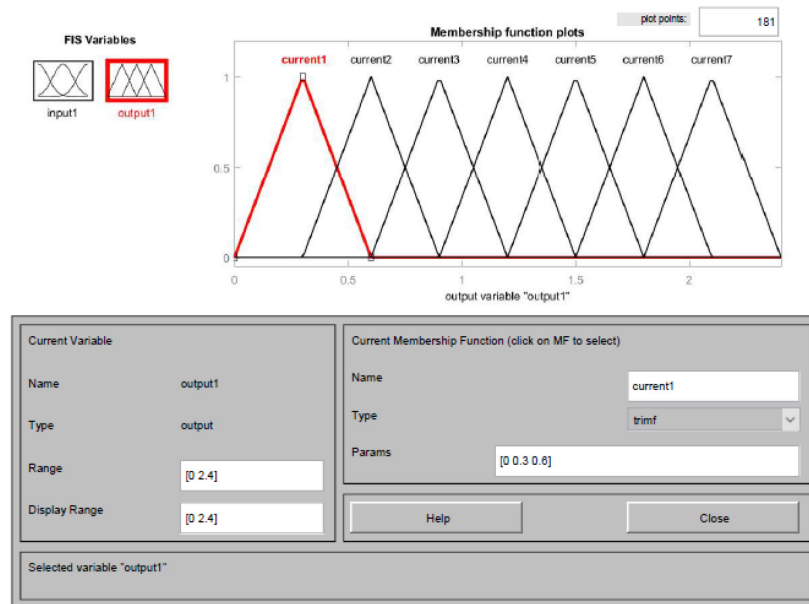 plot points:
181
FIS Variables
Membership function plots
input1
output1
current1 current2 current3 current4 current5 current6 current7
1
0.5
0
0 0.5 1 1.5 2
output variable "output1"
Current Variable
Name output1
Type output
Range [0 2.4]
Display Range [0 2.4]
Current Membership Function (click on MF to select)
Name current1
Type trimf
Params [0 0.3 0.6]
Help Close
Selected variable "output1"